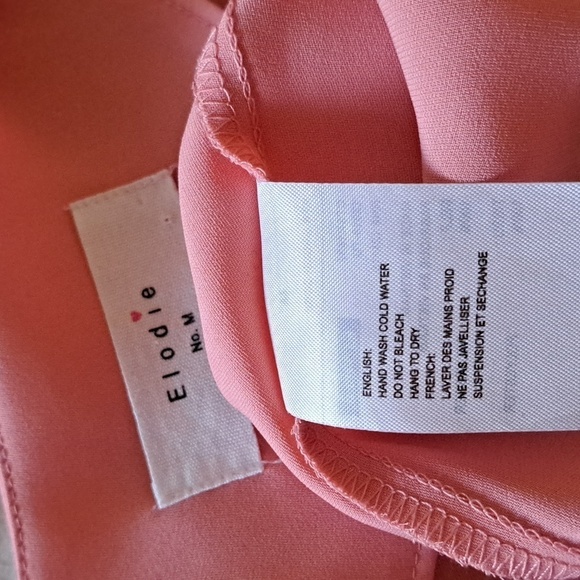 Elodie
No. M
ENGLISH:
HAND WASH COLD WATER
DO NOT BLEACH
HANG TO DRY
FRENCH:
LAVER DES MAINS PROID
NE PAS JAVELLISER
SUSPENSION ET SECHANGE